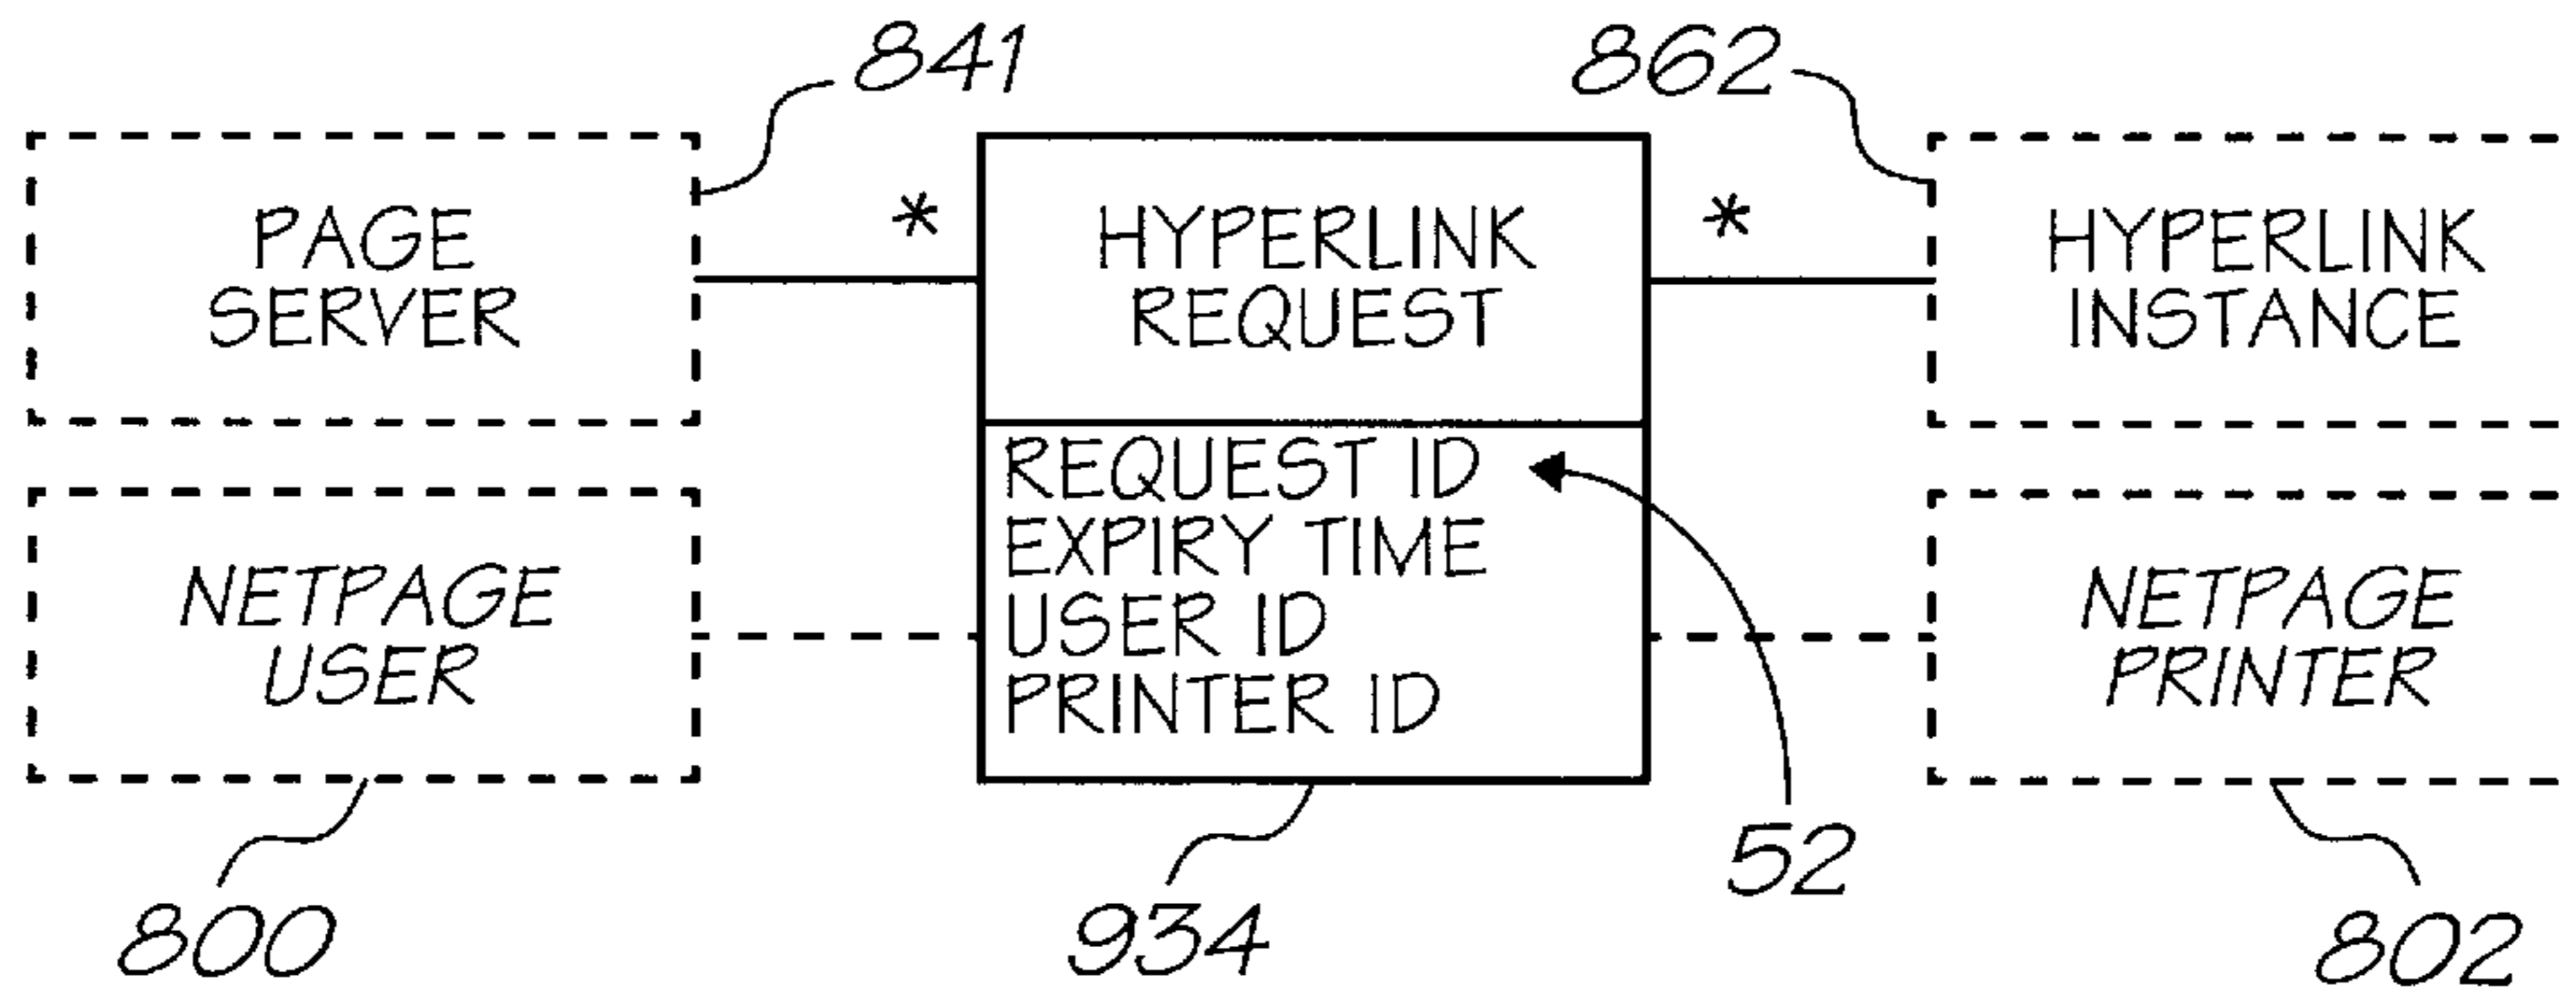 841
862
PAGE
SERVER
*
HYPERLINK
REQUEST
*
HYPERLINK
INSTANCE
REQUEST ID
EXPIRY TIME
USER ID
PRINTER ID
NETPAGE
USER
NETPAGE
PRINTER
52
800
934
802